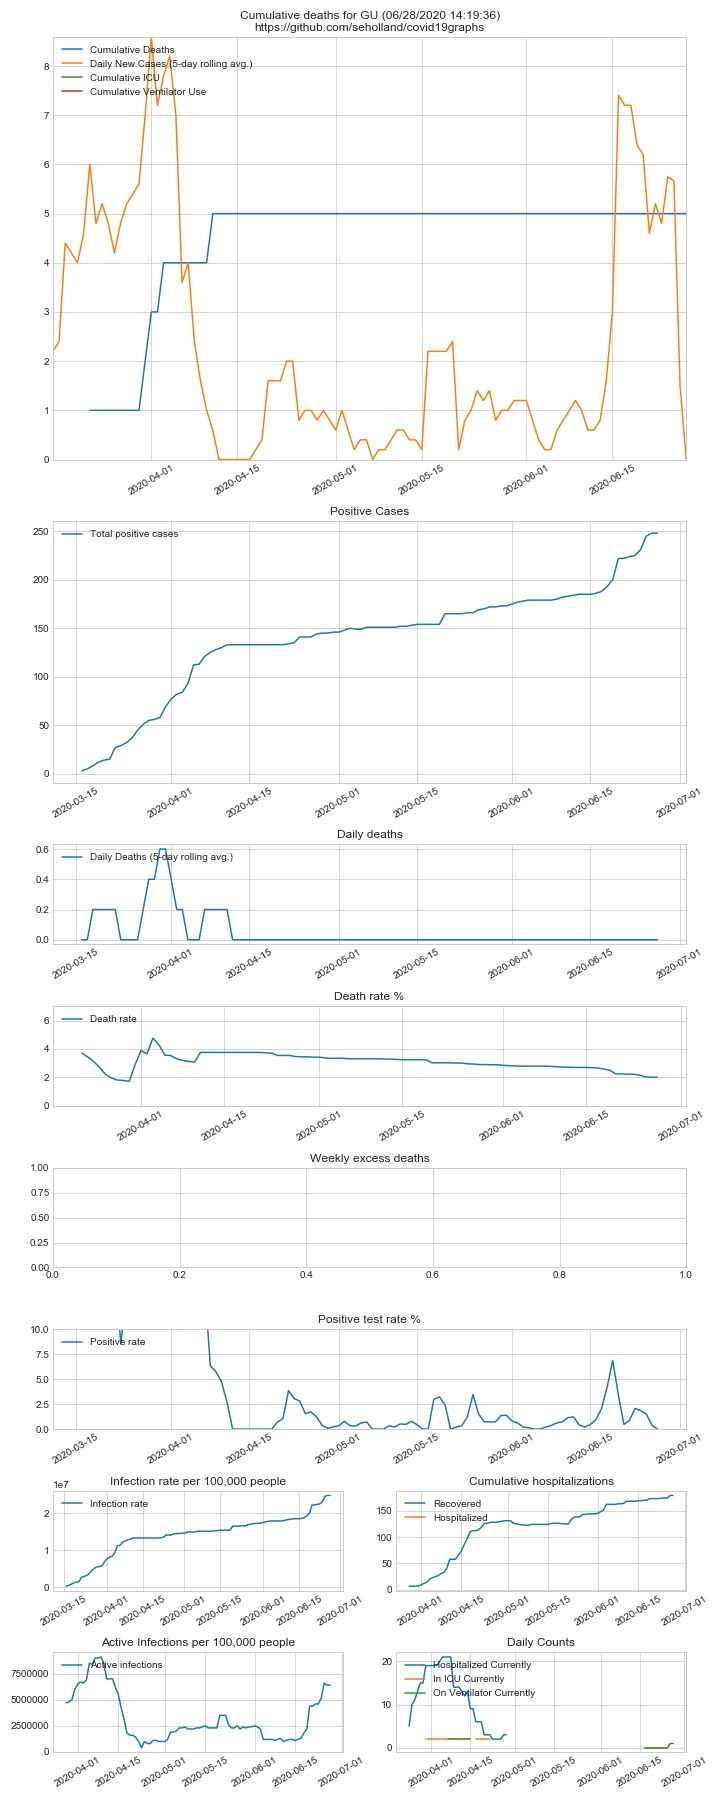 Cumulative deaths for GU (06/28/2020 14:19:36)
https://github.com/seholland/covid19graphs
Cumulative Deaths
Daily New Cases (5-day rolling avg.)
Cumulative ICU
Cumulative Ventilator Use
8
7
6
5
4
3
2
1
0
2020-04-01 2020-04-15 2020-05-01 2020-05-15 2020-06-01 2020-06-15
Positive Cases
Total positive cases
250
200
150
100
50
0
2020-03-15 2020-04-01 2020-04-15 2020-05-01 2020-05-15 2020-06-01 2020-06-15 2020-07-01
Daily deaths
Daily Deaths (5-day rolling avg.)
0.6
0.4
0.2
0.0
2020-03-15 2020-04-01 2020-04-15 2020-05-01 2020-05-15 2020-06-01 2020-06-15 2020-07-01
Death rate %
Death rate
6
4
2
0
2020-04-01 2020-04-15 2020-05-01 2020-05-15 2020-06-01 2020-06-15 2020-07-01
Weekly excess deaths
1.00
0.75
0.50
0.25
0.00
0.0 0.2 0.4 0.6 0.8 1.0
Positive test rate %
Positive rate
10.0
7.5
5.0
2.5
0.0
2020-03-15 2020-04-01 2020-04-15 2020-05-01 2020-05-15 2020-06-01 2020-06-15 2020-07-01
Infection rate per 100,000 people
1e7
Infection rate
2
1
0
2020-03-15 2020-04-01 2020-04-15 2020-05-01 2020-05-15 2020-06-01 2020-06-15 2020-07-01
Cumulative hospitalizations
Recovered
Hospitalized
150
100
50
0
2020-04-01 2020-04-15 2020-05-01 2020-05-15 2020-06-01 2020-06-15 2020-07-01
Active Infections per 100,000 people
Active infections
7500000
5000000
2500000
0
2020-04-01 2020-04-15 2020-05-01 2020-05-15 2020-06-01 2020-06-15 2020-07-01
Daily Counts
Hospitalized Currently
In ICU Currently
On Ventilator Currently
20
10
0
2020-04-01 2020-04-15 2020-05-01 2020-05-15 2020-06-01 2020-06-15 2020-07-01